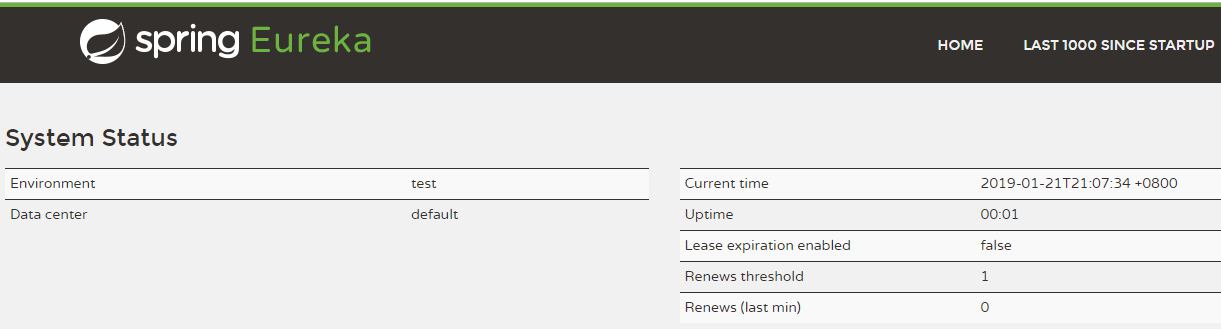 spring Eureka
HOME LAST 1000 SINCE STARTUP
System Status
Environment test
Data center default
Current time 2019-01-21T21:07:34 +0800
Uptime 00:01
Lease expiration enabled false
Renews threshold 1
Renews (last min) 0